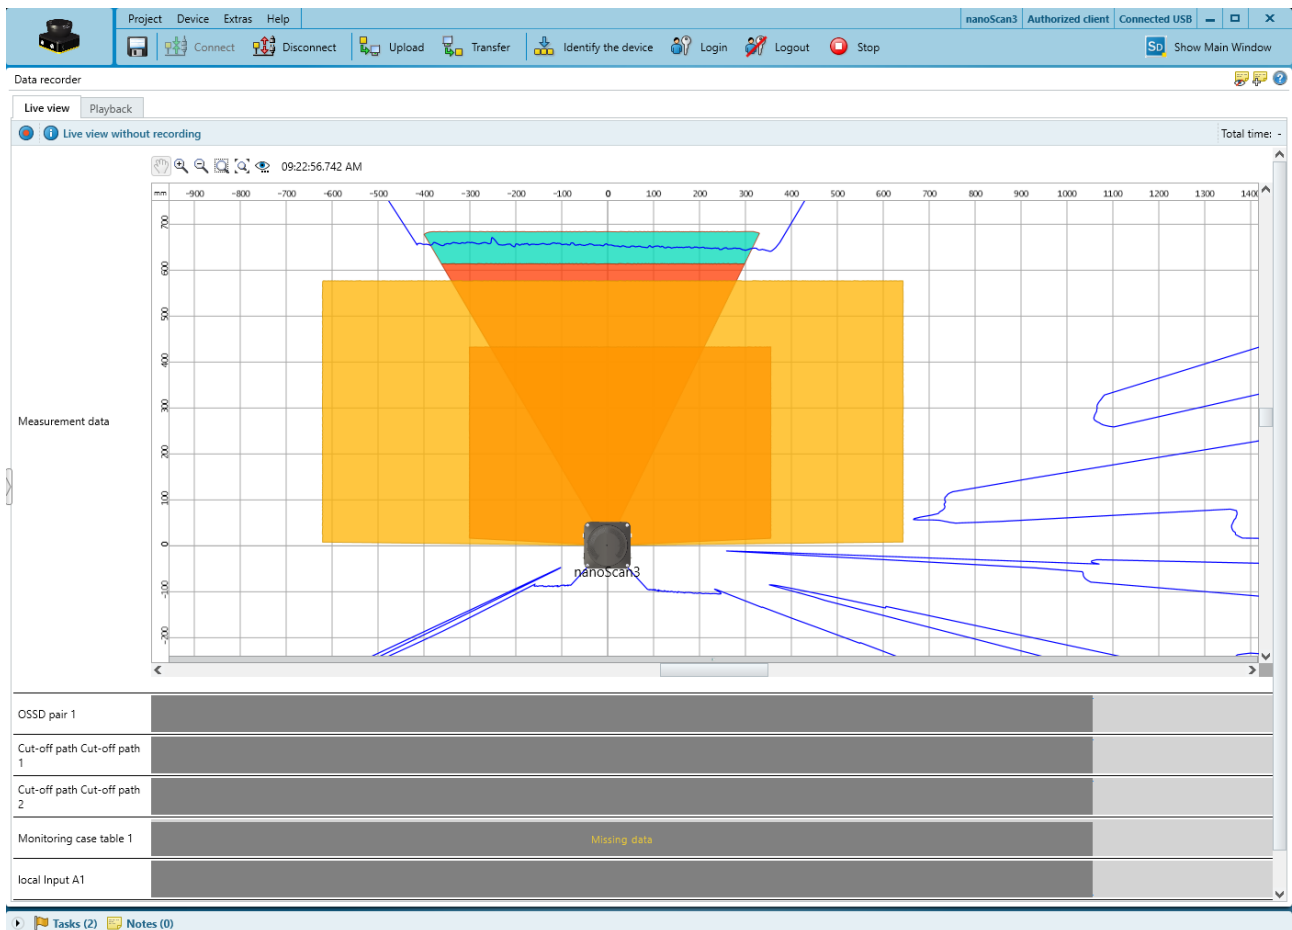 Project Device Extras Help nanoScan3 Authorized client Connected USB
Connect Disconnect Upload Transfer Identify the device Login Logout Stop SD Show Main Window
Data recorder
Live view Playback
Live view without recording Total time: -
09:22:56.742 AM
mm -900 -800 -700 -600 -500 -400 -300 -200 -100 0 100 200 300 400 500 600 700 800 900 1000 1100 1200 1300 1400
700
600
500
400
300
Measurement data
200
100
0
nanoScan3
-100
-200
OSSD pair 1
Cut-off path Cut-off path
1
Cut-off path Cut-off path
2
Monitoring case table 1 Missing data
local Input A1
Tasks (2) Notes (0)